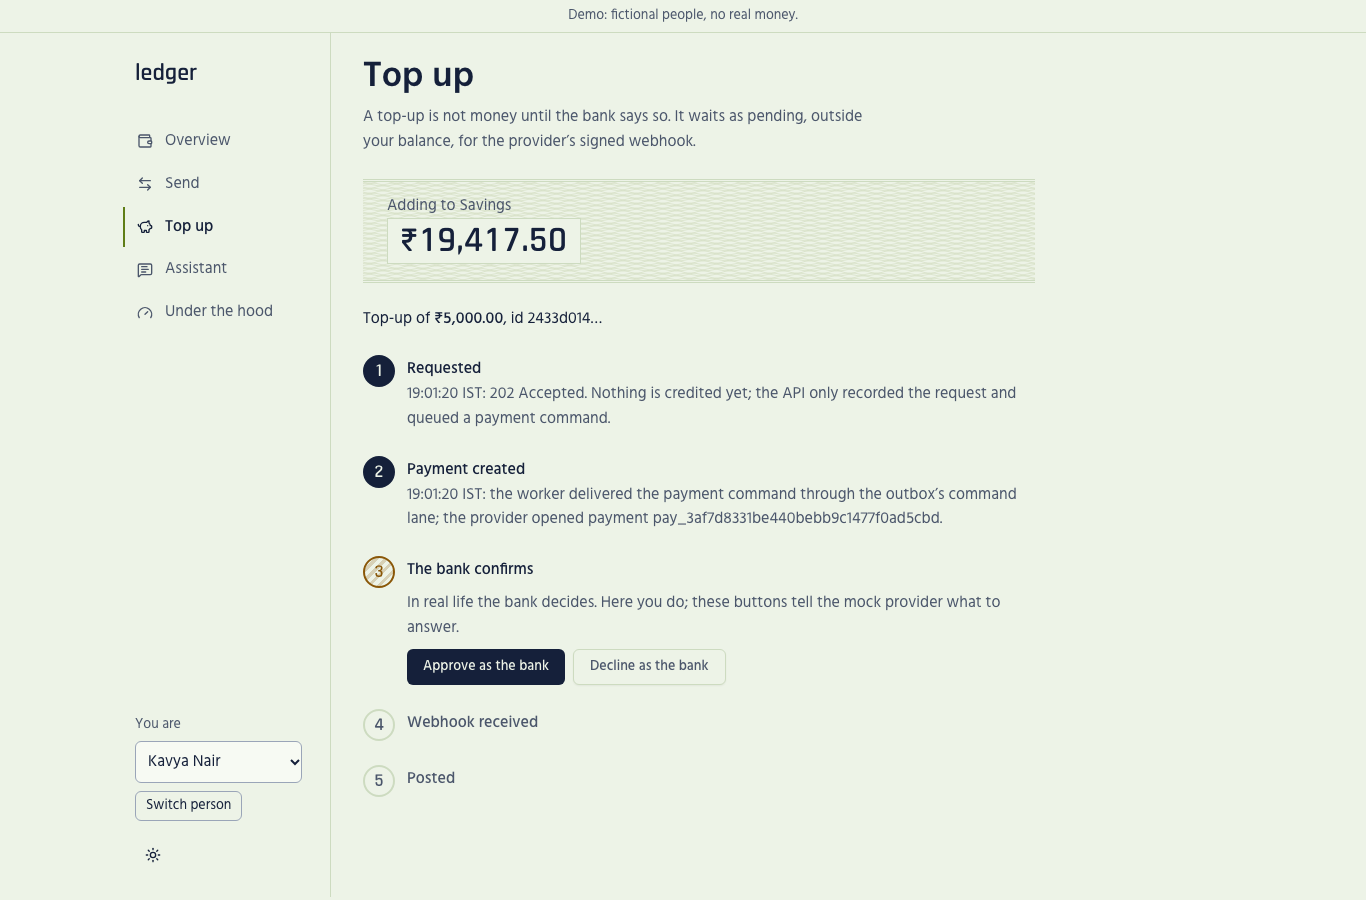 Demo: fictional people, no real money.
ledger
Overview
Send
Top up
Assistant
Under the hood
You are
Kavya Nair
Switch person
Top up
A top-up is not money until the bank says so. It waits as pending, outside
your balance, for the provider’s signed webhook.
Adding to Savings
₹19,417.50
Top-up of ₹5,000.00, id 2433d014…
1
Requested
19:01:20 IST: 202 Accepted. Nothing is credited yet; the API only recorded the request and
queued a payment command.
2
Payment created
19:01:20 IST: the worker delivered the payment command through the outbox’s command
lane; the provider opened payment pay_3af7d8331be440bebb9c1477f0ad5cbd.
3
The bank confirms
In real life the bank decides. Here you do; these buttons tell the mock provider what to
answer.
Approve as the bank
Decline as the bank
4
Webhook received
5
Posted